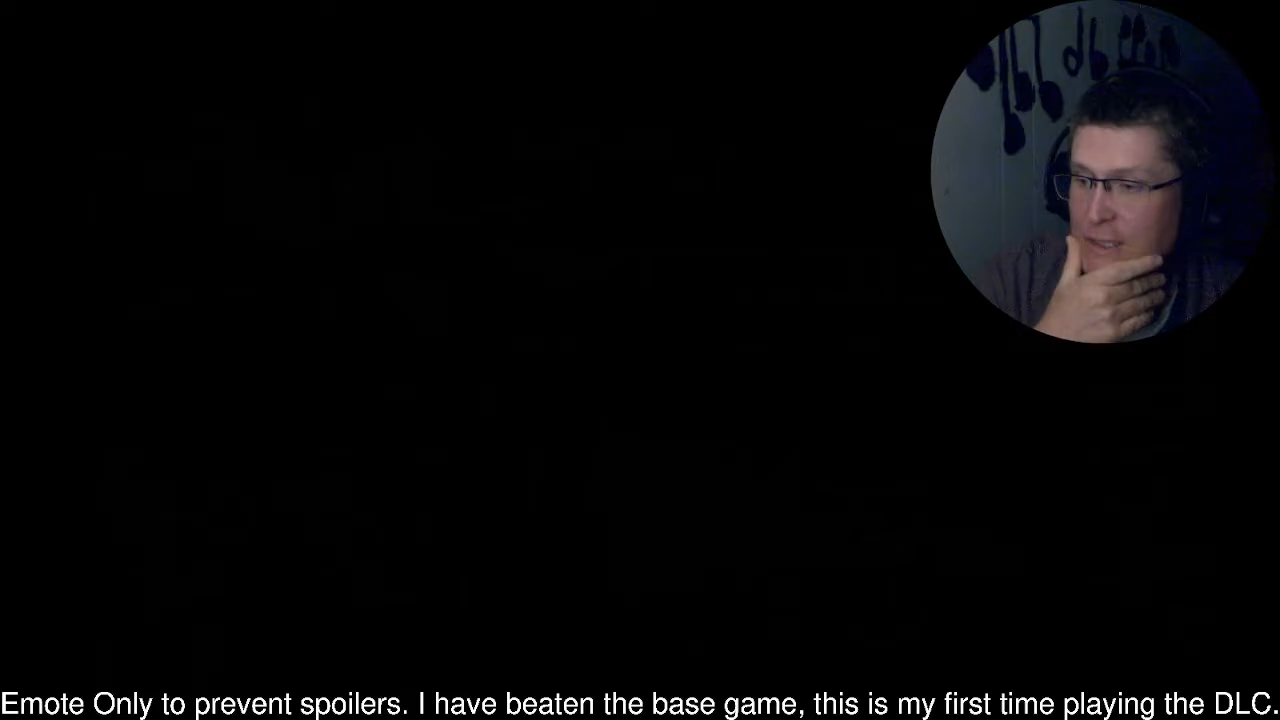 Emote Only to prevent spoilers. I have beaten the base game, this is my first time playing the DLC.